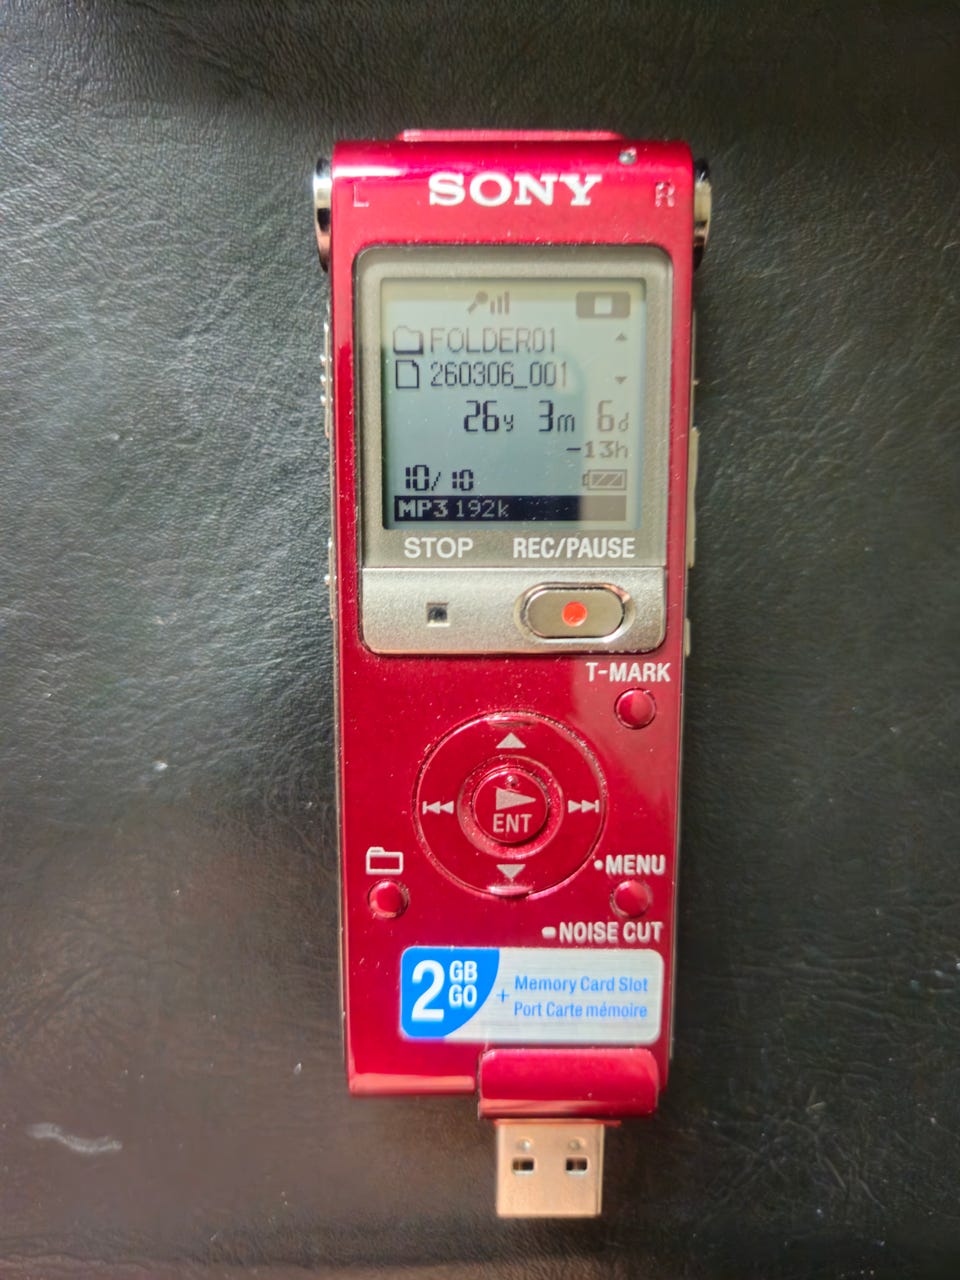 L SONY R
FOLDER01
260306_001
26y 3m 6d
-13h
10/10
MP3 192k
STOP REC/PAUSE
T-MARK
ENT
•MENU
NOISE CUT
2 GB
GO
+ Memory Card Slot
Port Carte mémoire